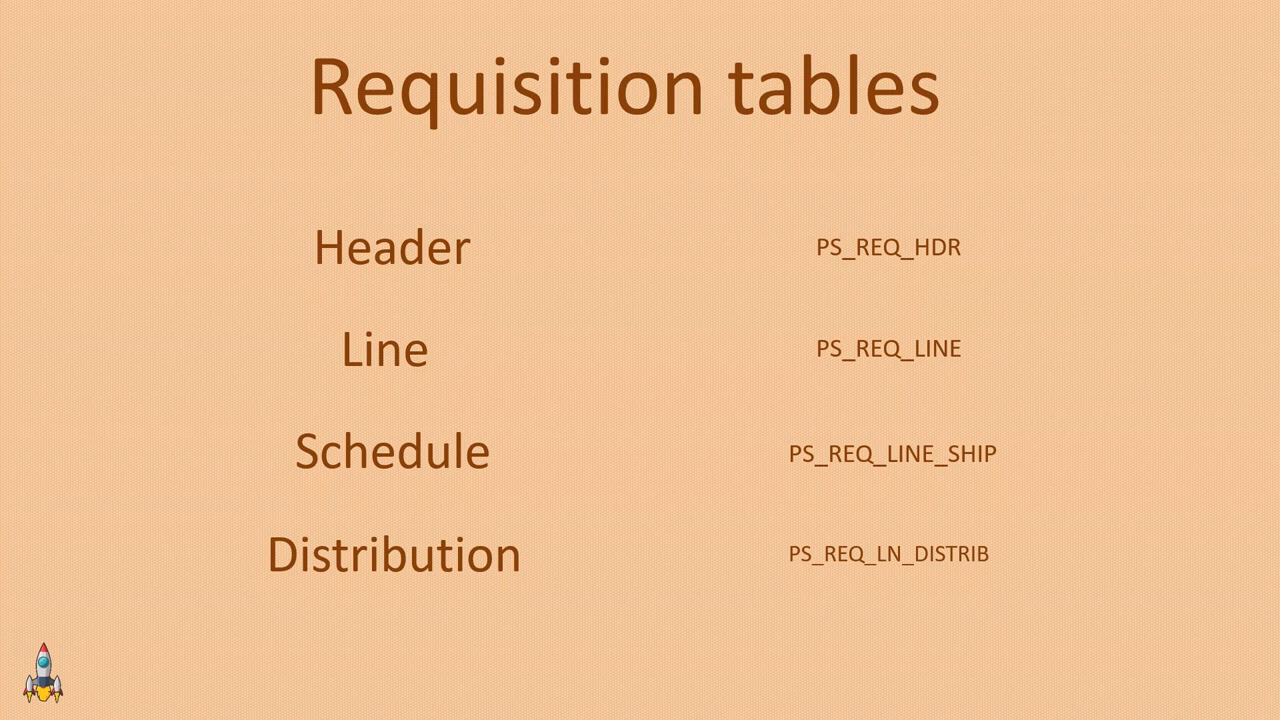 Requisition tables
Header PS_REQ_HDR
Line PS_REQ_LINE
Schedule PS_REQ_LINE_SHIP
Distribution PS_REQ_LN_DISTRIB